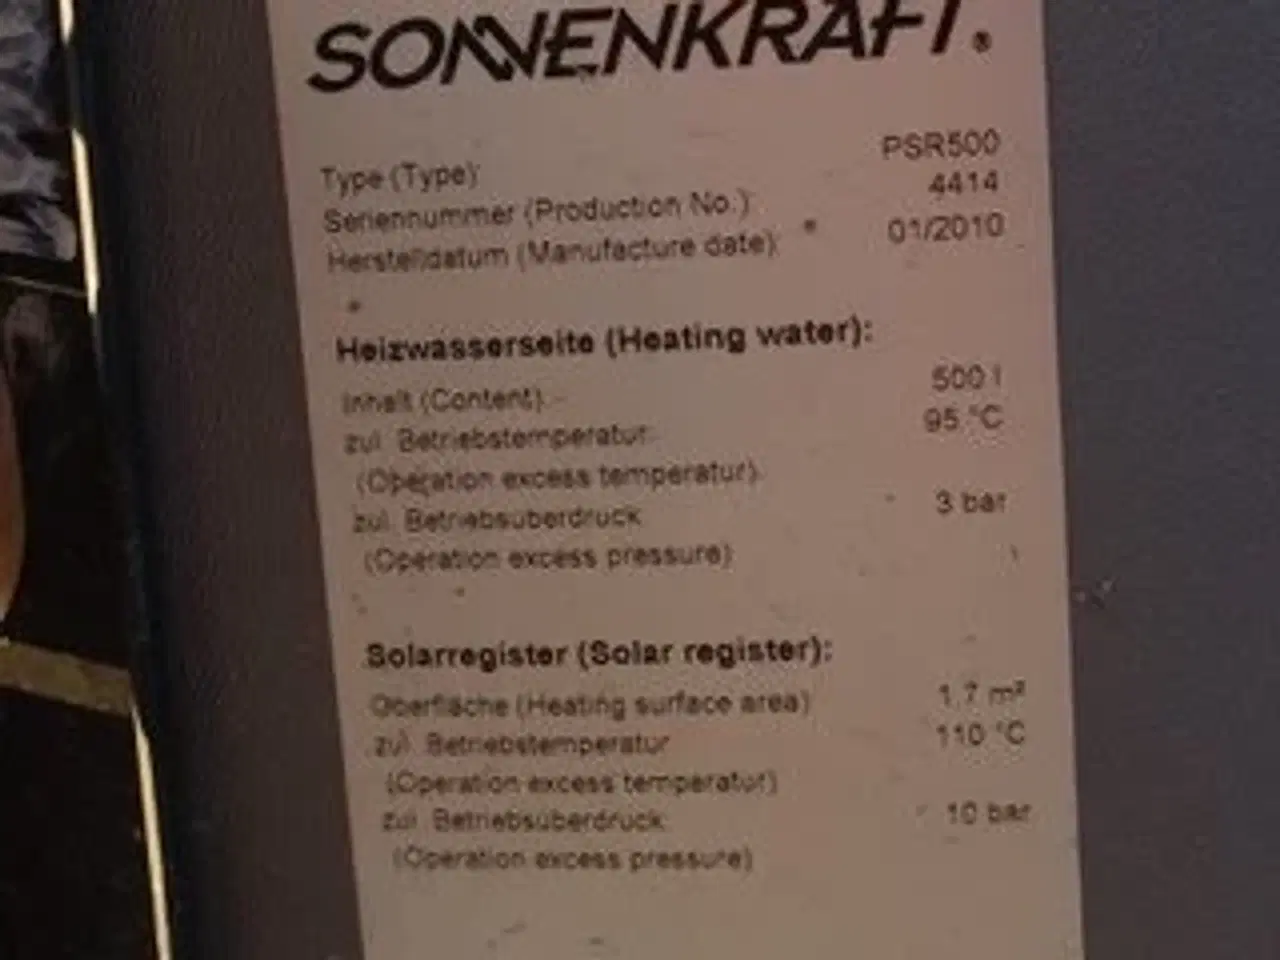 SONNENKRAFT®
Type (Type): PSR500
Seriennummer (Production No.): 4414
Herstelldatum (Manufacture date): 01/2010
Heizwasserseite (Heating water):
Inhalt (Content): 500 l
zul. Betriebstemperatur: 95 °C
(Operation excess temperatur)
zul. Betriebsüberdruck 3 bar
(Operation excess pressure)
Solarregister (Solar register):
Oberfläche (Heating surface area) 1,7 m²
zul. Betriebstemperatur 110 °C
(Operation excess temperatur)
zul. Betriebsüberdruck: 10 bar
(Operation excess pressure)